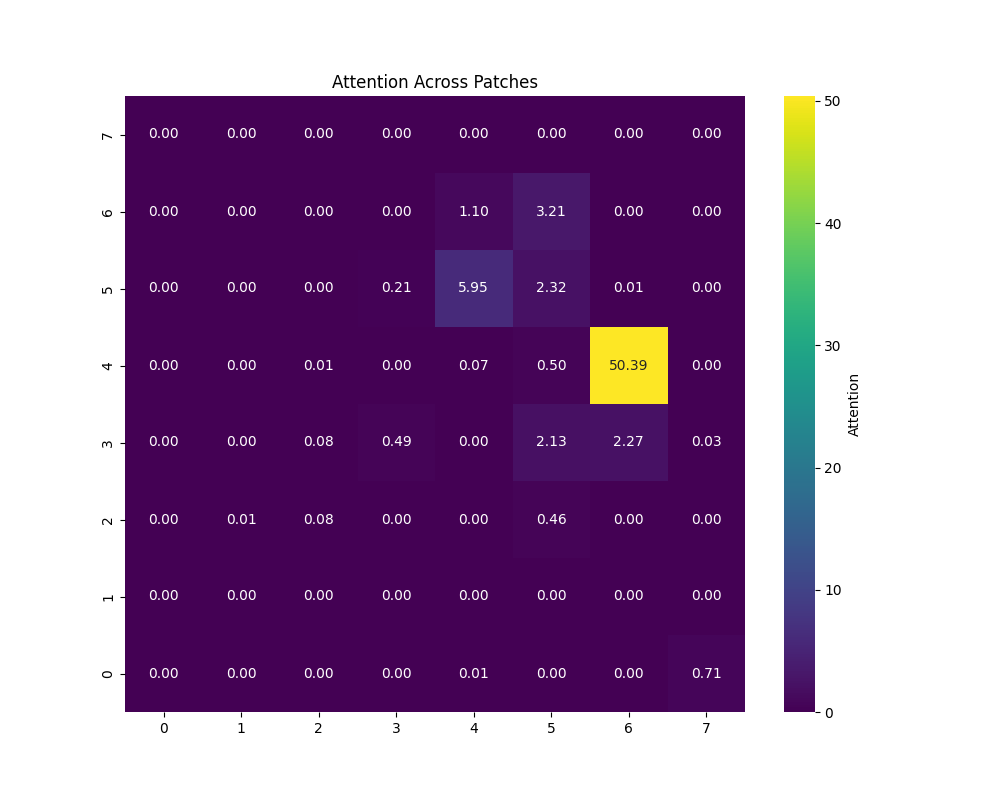 Attention Across Patches
7 0.00 0.00 0.00 0.00 0.00 0.00 0.00 0.00
6 0.00 0.00 0.00 0.00 1.10 3.21 0.00 0.00
5 0.00 0.00 0.00 0.21 5.95 2.32 0.01 0.00
4 0.00 0.00 0.01 0.00 0.07 0.50 50.39 0.00
3 0.00 0.00 0.08 0.49 0.00 2.13 2.27 0.03
2 0.00 0.01 0.08 0.00 0.00 0.46 0.00 0.00
1 0.00 0.00 0.00 0.00 0.00 0.00 0.00 0.00
0 0.00 0.00 0.00 0.00 0.01 0.00 0.00 0.71
0 1 2 3 4 5 6 7
50
40
30
20
10
0
Attention